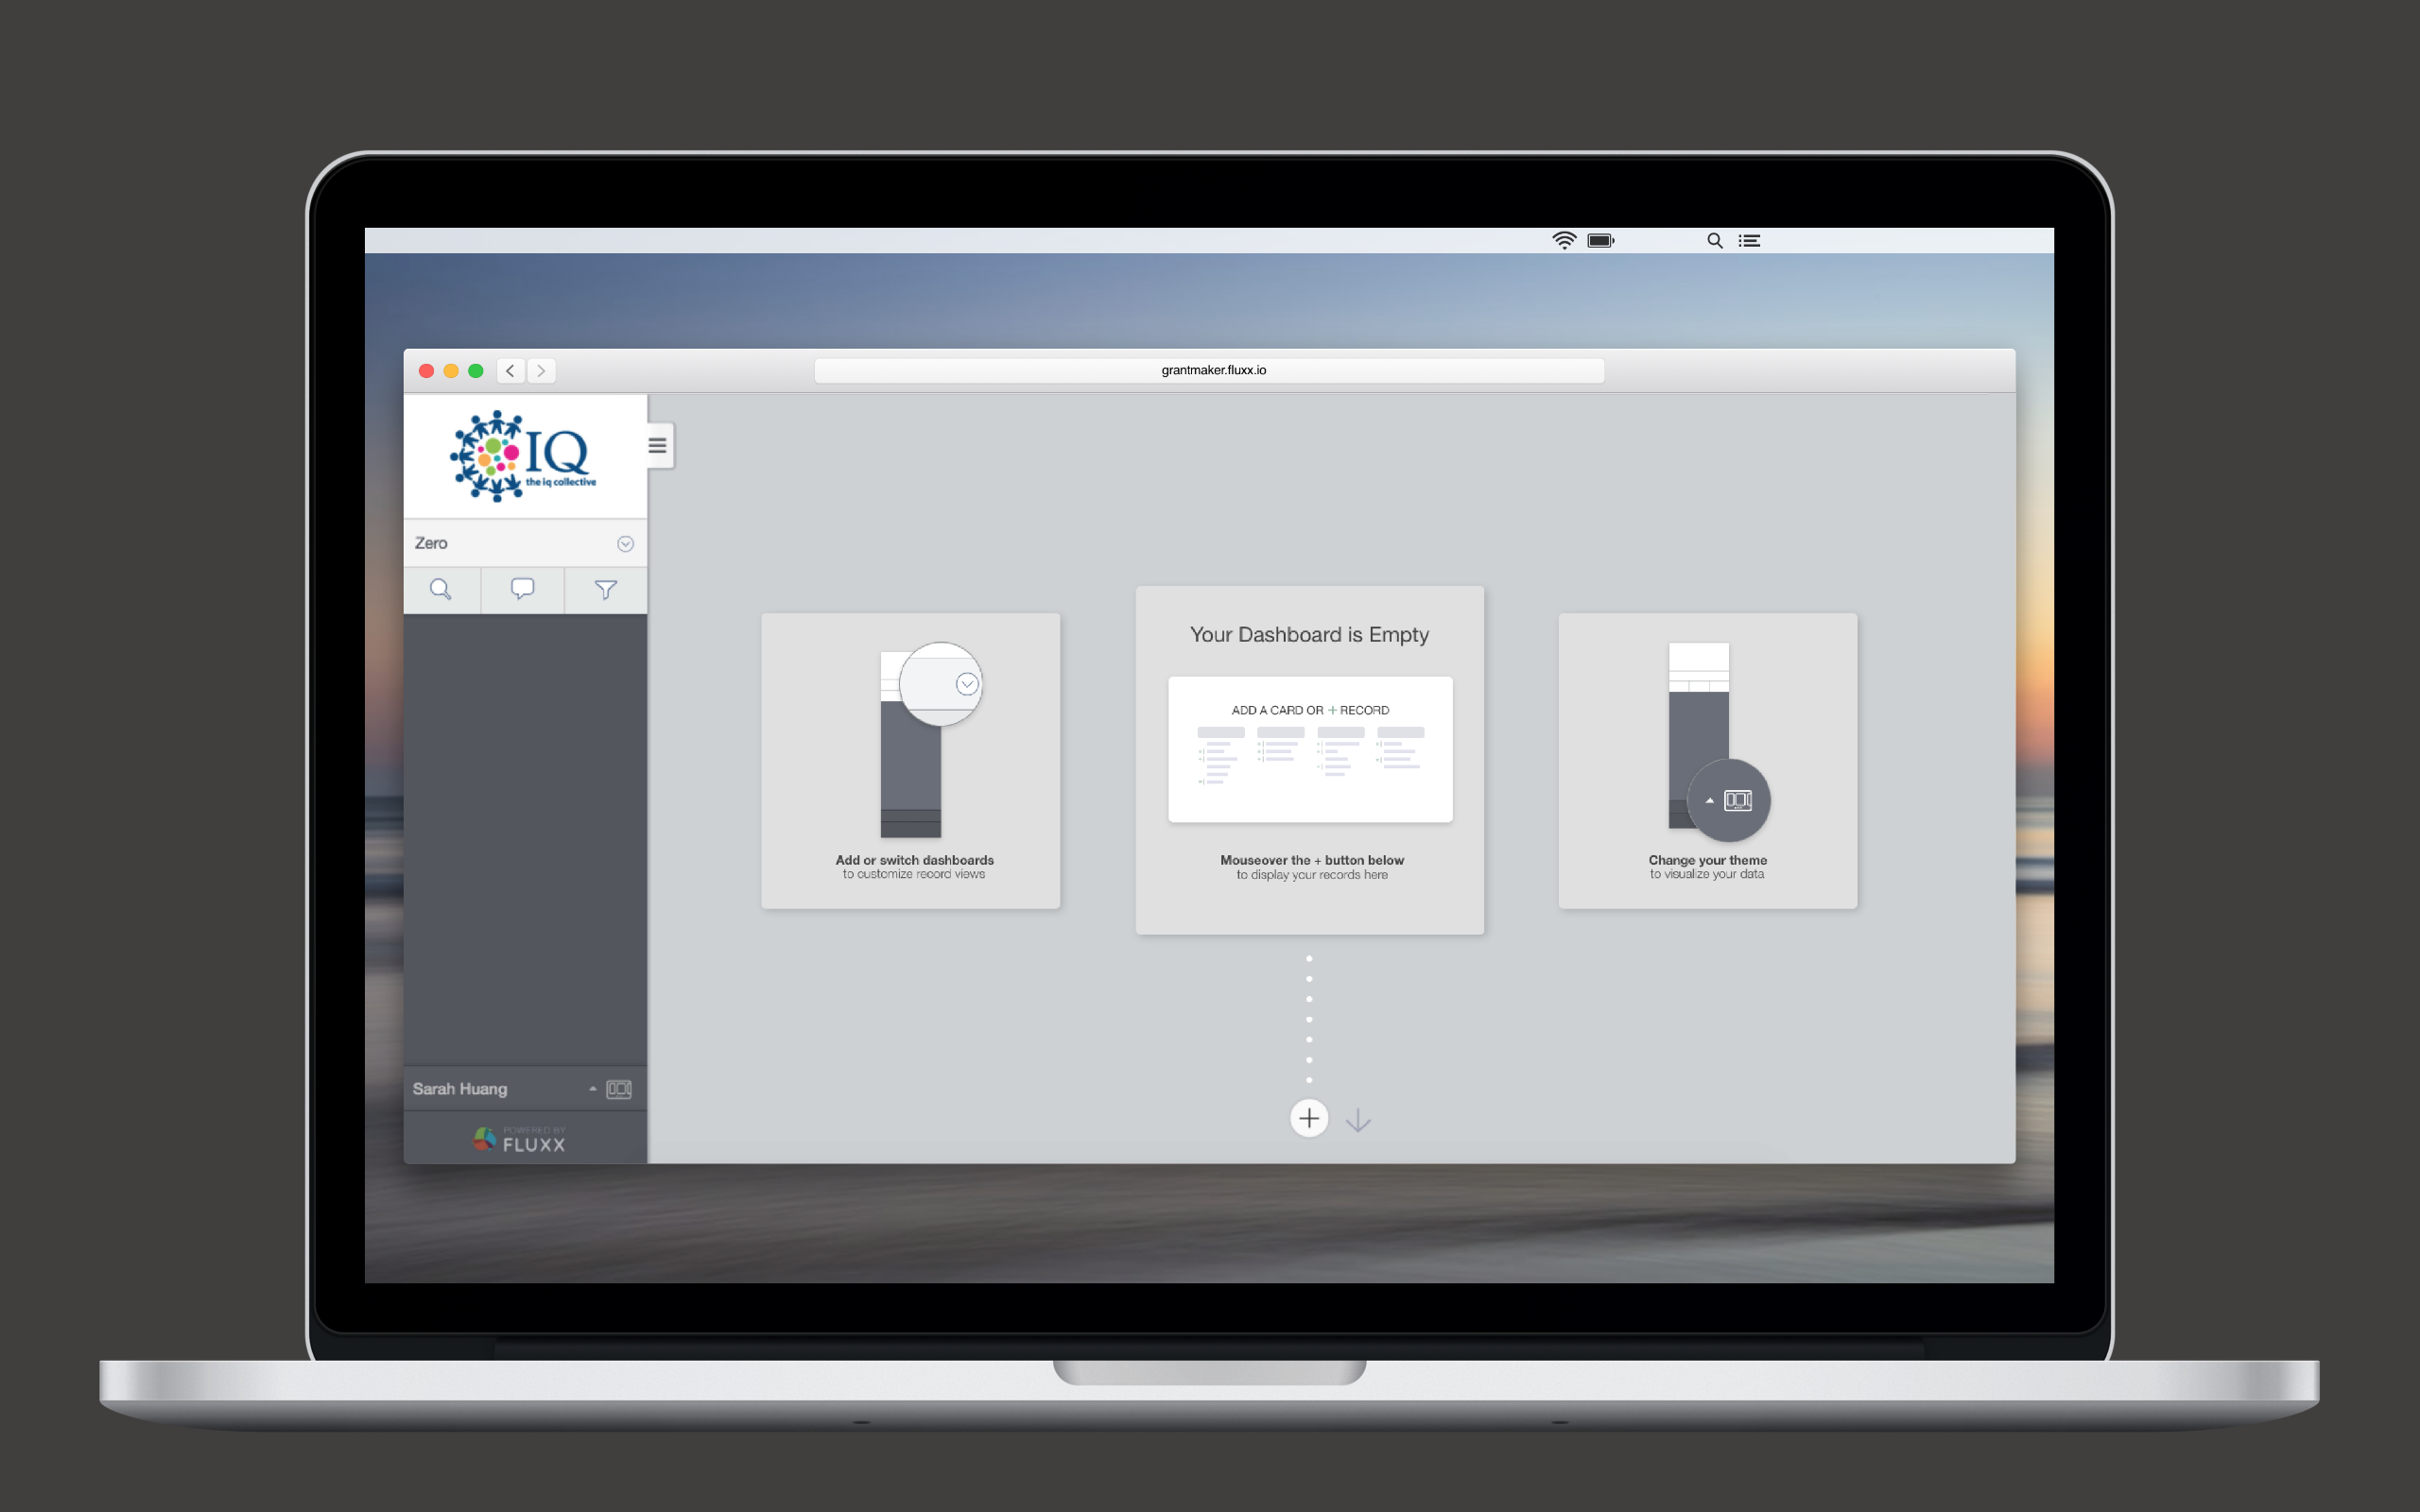 grantmaker.fluxx.io
IQ
the iq collective
Zero
Your Dashboard is Empty
ADD A CARD OR + RECORD
Add or switch dashboards
to customize record views
Mouseover the + button below
to display your records here
Change your theme
to visualize your data
Sarah Huang
POWERED BY
FLUXX